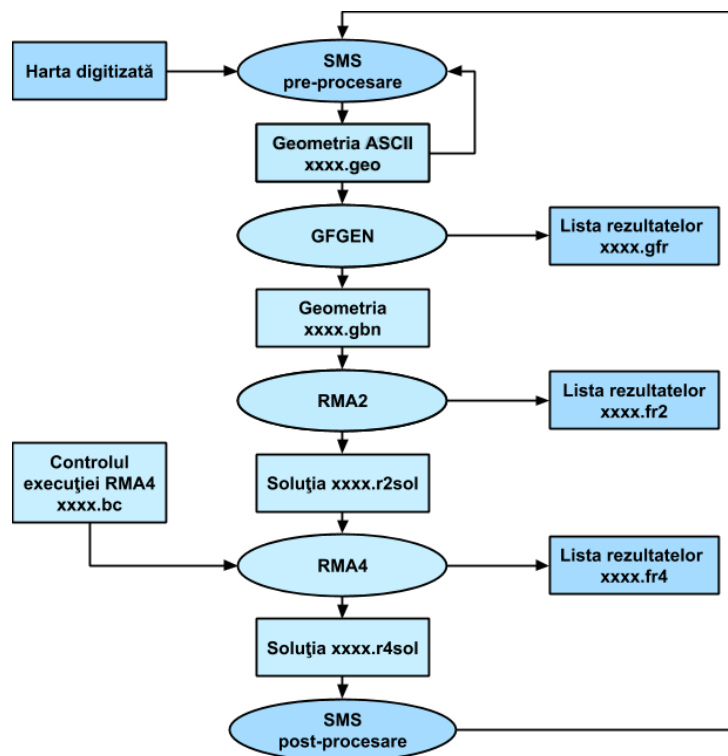 SMS
pre-procesare
Harta digitizată
Geometria ASCII
xxxx.geo
GFGEN
Lista rezultatelor
xxxx.gfr
Geometria
xxxx.gbn
RMA2
Lista rezultatelor
xxxx.fr2
Controlul
execuţiei RMA4
xxxx.bc
Soluţia xxxx.r2sol
RMA4
Lista rezultatelor
xxxx.fr4
Soluţia xxxx.r4sol
SMS
post-procesare